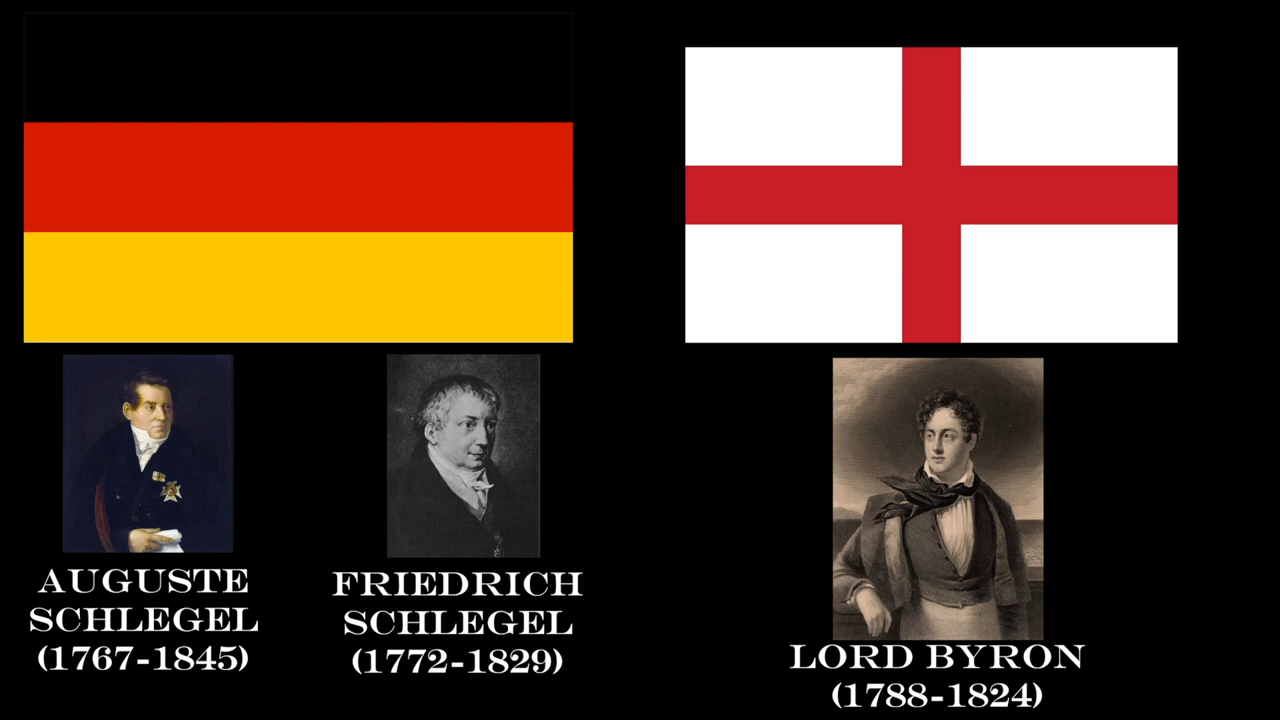 AUGUSTE
SCHLEGEL
(1767-1845)
FRIEDRICH
SCHLEGEL
(1772-1829)
LORD BYRON
(1788-1824)